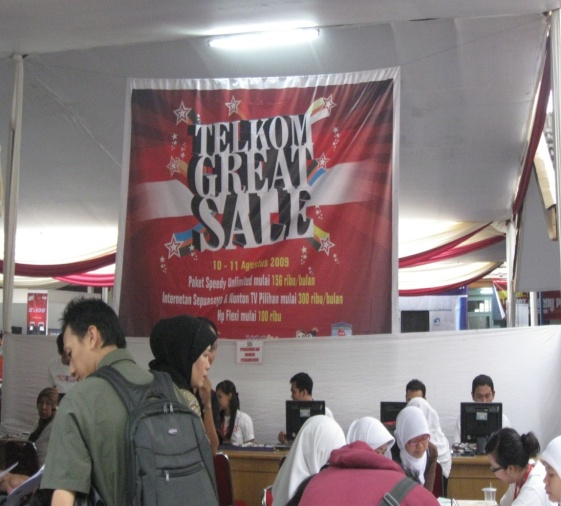 TELKOM
GREAT
SALE
10 - 11 Agustus 2009
Paket Speedy Unlimited mulai 150 ribu/bulan
Internetan Sepuasnya & Nonton TV Pilihan mulai 300 ribu/bulan
Hp Flexi mulai 100 ribu